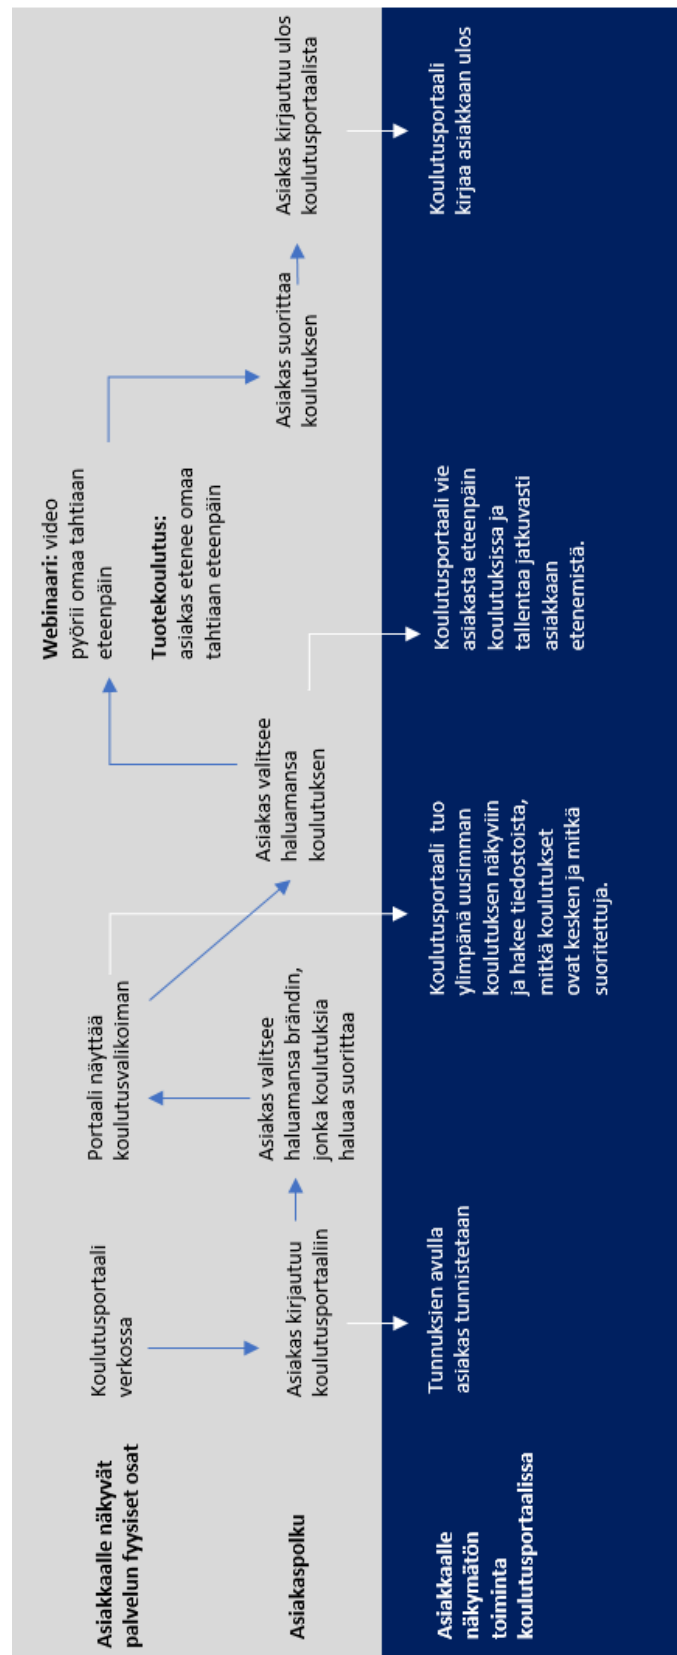 Asiakkaalle näkyvät
palvelun fyysiset osat
Koulutusportaali
verkossa
Portaali näyttää
koulutusvalikoiman
Webinaari: video
pyörii omaa tahtiaan
eteenpäin
Tuotekoulutus:
asiakas etenee omaa
tahtiaan eteenpäin
Asiakaspolku
Asiakas kirjautuu
koulutusportaaliin
Asiakas valitsee
haluamansa brändin,
jonka koulutuksia
haluaa suorittaa
Asiakas valitsee
haluamansa
koulutuksen
Asiakas suorittaa
koulutuksen
Asiakas kirjautuu ulos
koulutusportaalista
Asiakkaalle
näkymätön
toiminta
koulutusportaalissa
Tunnuksien avulla
asiakas tunnistetaan
Koulutusportaali tuo
ylimpänä uusimman
koulutuksen näkyviin
ja hakee tiedostoista,
mitkä koulutukset
ovat kesken ja mitkä
suoritettuja.
Koulutusportaali vie
asiakasta eteenpäin
koulutuksissa ja
tallentaa jatkuvasti
asiakkaan
etenemistä.
Koulutusportaali
kirjaa asiakkaan ulos